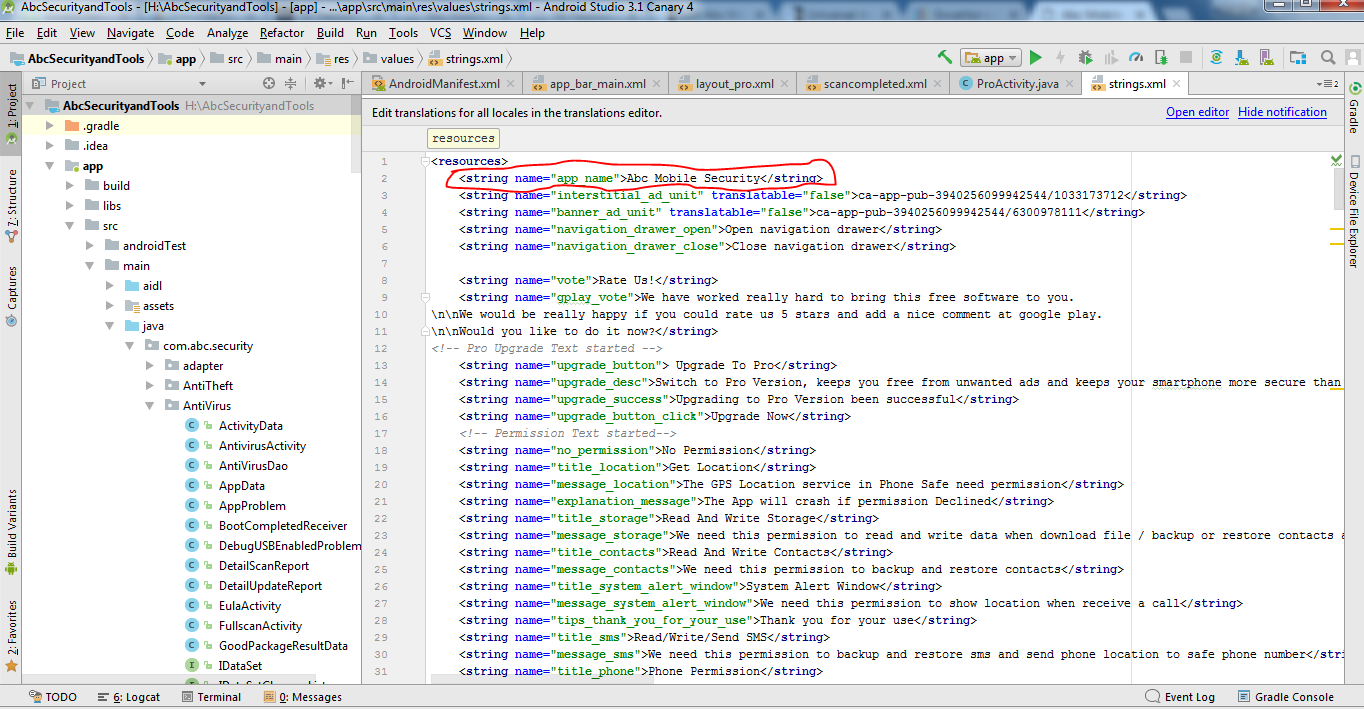 AbcSecurityandTools - [H:\AbcSecurityandTools] - [app] - ...\app\src\main\res\values\strings.xml - Android Studio 3.1 Canary 4
File Edit View Navigate Code Analyze Refactor Build Run Tools VCS Window Help
AbcSecurityandTools app src main res values strings.xml app
Project AndroidManifest.xml app_bar_main.xml layout_pro.xml scancompleted.xml ProActivity.java strings.xml 2
1: Project
7: Structure
Captures
Build Variants
2: Favorites
AbcSecurityandTools H:\AbcSecurityandTools
.gradle
.idea
app
build
libs
src
androidTest
main
aidl
assets
java
com.abc.security
adapter
AntiTheft
AntiVirus
ActivityData
AntivirusActivity
AntiVirusDao
AppData
AppProblem
BootCompletedReceiver
DebugUSBEnabledProblem
DetailScanReport
DetailUpdateReport
EulaActivity
FullscanActivity
GoodPackageResultData
IDataSet
Edit translations for all locales in the translations editor. Open editor Hide notification
resources
1 <resources>
2 <string name="app_name">Abc Mobile Security</string>
3 <string name="interstitial_ad_unit" translatable="false">ca-app-pub-3940256099942544/1033173712</string>
4 <string name="banner_ad_unit" translatable="false">ca-app-pub-3940256099942544/6300978111</string>
5 <string name="navigation_drawer_open">Open navigation drawer</string>
6 <string name="navigation_drawer_close">Close navigation drawer</string>
7
8 <string name="vote">Rate Us!</string>
9 <string name="gplay_vote">We have worked really hard to bring this free software to you.
10 \n\nWe would be really happy if you could rate us 5 stars and add a nice comment at google play.
11 \n\nWould you like to do it now?</string>
12 <!-- Pro Upgrade Text started -->
13 <string name="upgrade_button"> Upgrade To Pro</string>
14 <string name="upgrade_desc">Switch to Pro Version, keeps you free from unwanted ads and keeps your smartphone more secure than
15 <string name="upgrade_success">Upgrading to Pro Version been successful</string>
16 <string name="upgrade_button_click">Upgrade Now</string>
17 <!-- Permission Text started-->
18 <string name="no_permission">No Permission</string>
19 <string name="title_location">Get Location</string>
20 <string name="message_location">The GPS Location service in Phone Safe need permission</string>
21 <string name="explanation_message">The App will crash if permission Declined</string>
22 <string name="title_storage">Read And Write Storage</string>
23 <string name="message_storage">We need this permission to read and write data when download file / backup or restore contacts a
24 <string name="title_contacts">Read And Write Contacts</string>
25 <string name="message_contacts">We need this permission to backup and restore contacts</string>
26 <string name="title_system_alert_window">System Alert Window</string>
27 <string name="message_system_alert_window">We need this permission to show location when receive a call</string>
28 <string name="tips_thank_you_for_your_use">Thank you for your use</string>
29 <string name="title_sms">Read/Write/Send SMS</string>
30 <string name="message_sms">We need this permission to backup and restore sms and send phone location to safe phone number</stri
31 <string name="title_phone">Phone Permission</string>
Gradle
Device File Explorer
TODO 6: Logcat Terminal 0: Messages Event Log Gradle Console